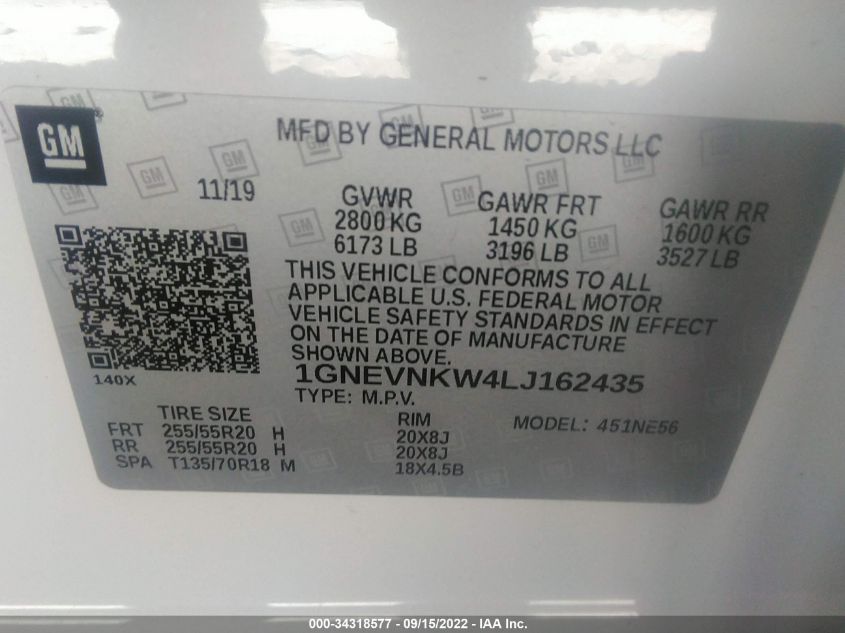 GM
MFD BY GENERAL MOTORS LLC
11/19
GVWR
2800 KG
6173 LB
GAWR FRT
1450 KG
3196 LB
GAWR RR
1600 KG
3527 LB
THIS VEHICLE CONFORMS TO ALL
APPLICABLE U.S. FEDERAL MOTOR
VEHICLE SAFETY STANDARDS IN EFFECT
ON THE DATE OF MANUFACTURE
SHOWN ABOVE.
140X
1GNEVNKW4LJ162435
TYPE: M.P.V.
MODEL: 451NE56
TIRE SIZE RIM
FRT 255/55R20 H 20X8J
RR 255/55R20 H 20X8J
SPA T135/70R18 M 18X4.5B
000-34318577 - 09/15/2022 - IAA Inc.